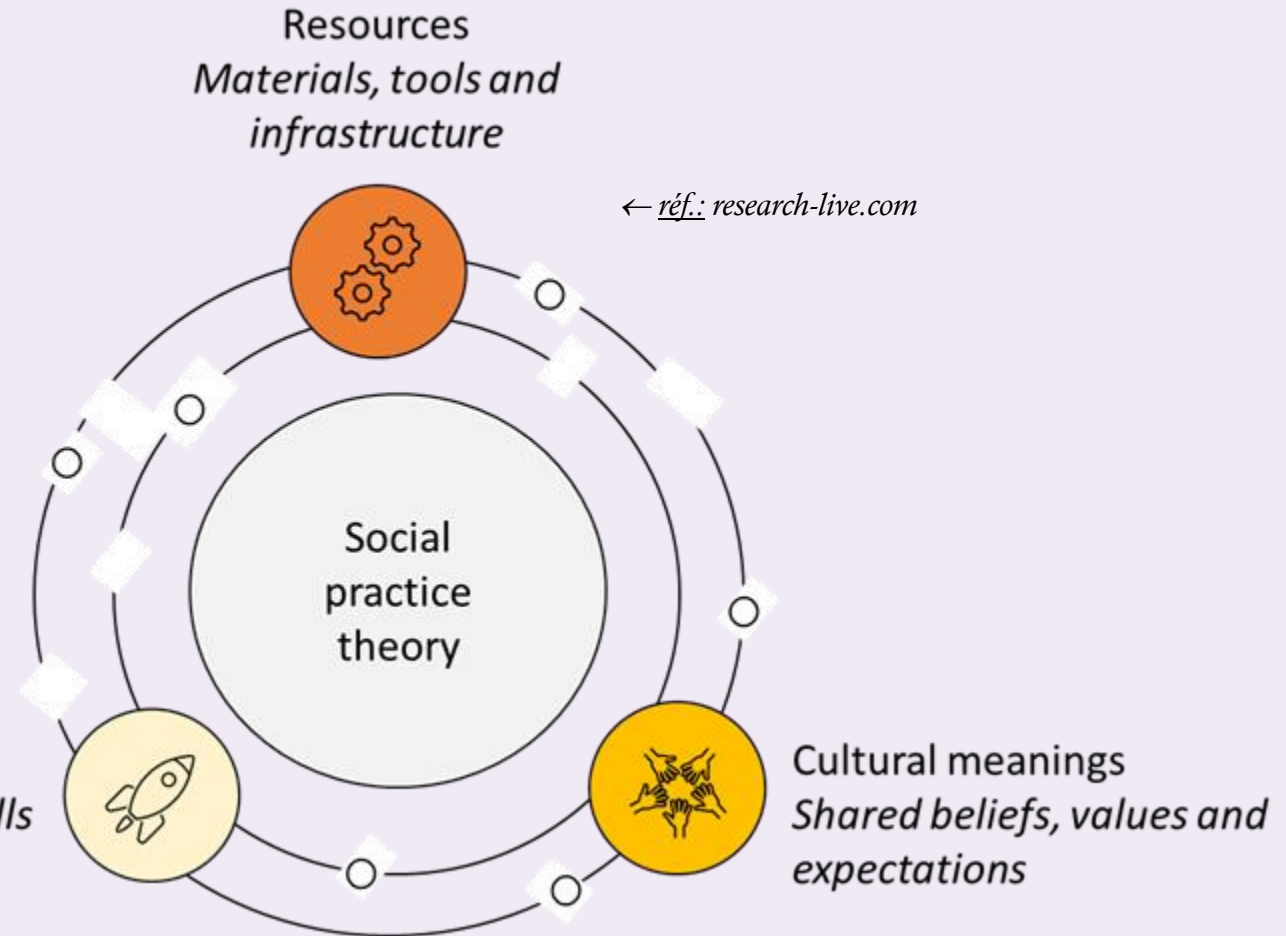 Resources
Materials, tools and
infrastructure
← réf.: research-live.com
Social
practice
theory
Cultural meanings
Shared beliefs, values and
expectations